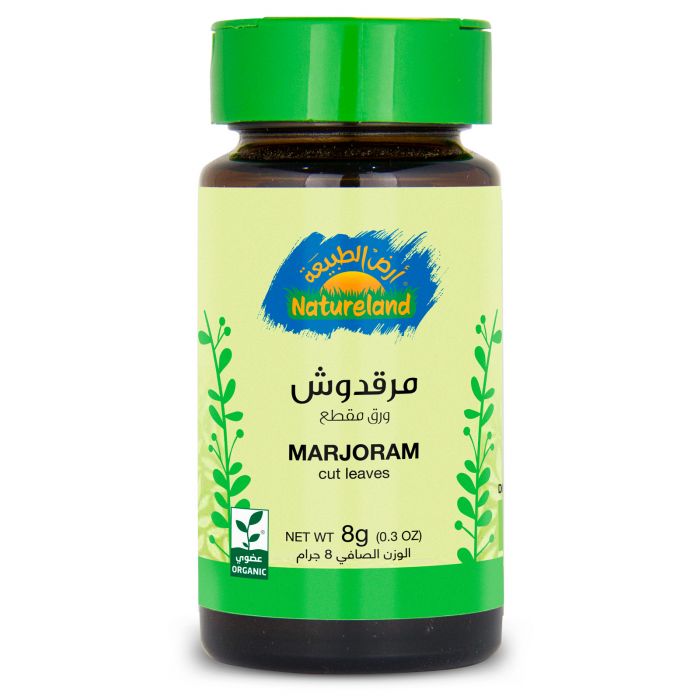 أرض الطبيعة
Natureland
مرقدوش
ورق مقطع
MARJORAM
cut leaves
NET WT 8g (0.3 OZ)
الوزن الصافي 8 جرام
عضوي
ORGANIC